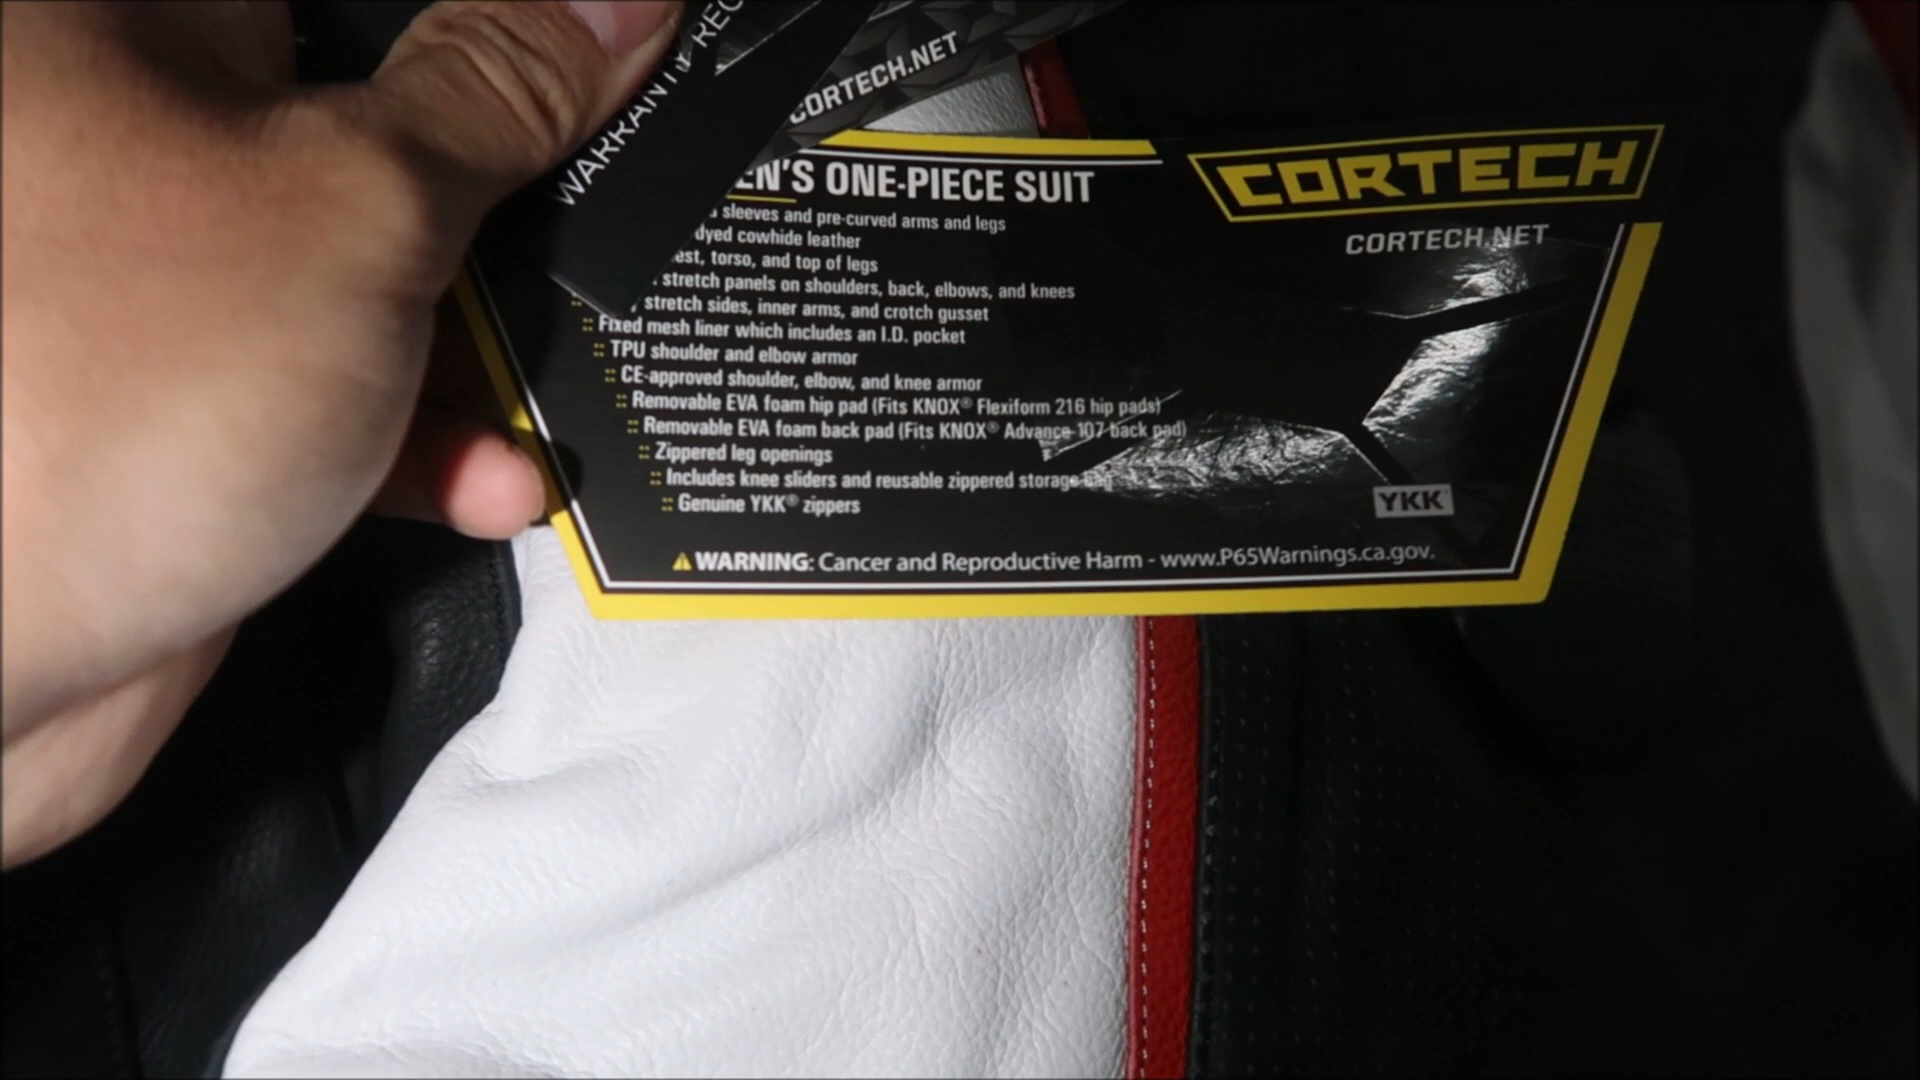 WARRANTY REC
CORTECH.NET
EN'S ONE-PIECE SUIT
CORTECH
CORTECH.NET
sleeves and pre-curved arms and legs
dyed cowhide leather
est, torso, and top of legs
stretch panels on shoulders, back, elbows, and knees
stretch sides, inner arms, and crotch gusset
:: Fixed mesh liner which includes an I.D. pocket
:: TPU shoulder and elbow armor
:: CE-approved shoulder, elbow, and knee armor
:: Removable EVA foam hip pad (Fits KNOX® Flexiform 216 hip pads)
:: Removable EVA foam back pad (Fits KNOX® Advance-107 back pad)
:: Zippered leg openings
:: Includes knee sliders and reusable zippered storage bag
:: Genuine YKK® zippers
YKK
WARNING: Cancer and Reproductive Harm - www.P65Warnings.ca.gov.